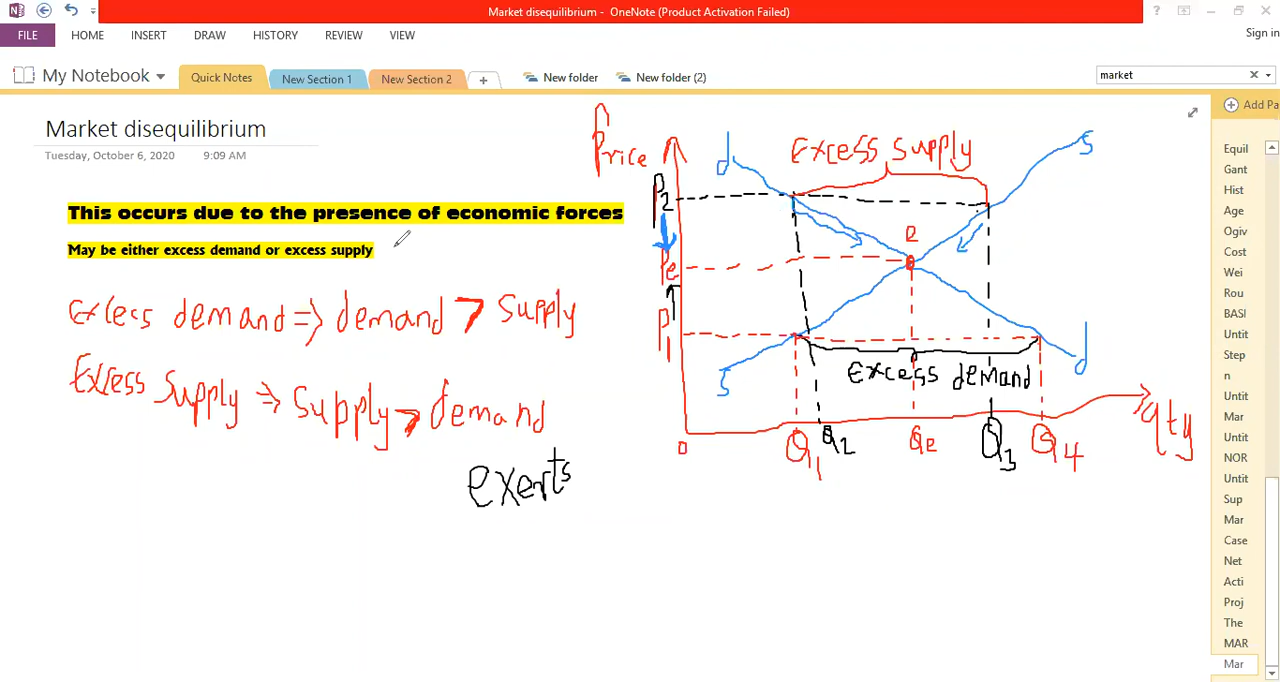 Market disequilibrium - OneNote (Product Activation Failed)
?
FILE HOME INSERT DRAW HISTORY REVIEW VIEW
Sign in
My Notebook Quick Notes New Section 1 New Section 2 + New folder New folder (2)
market
Add Pa
Market disequilibrium
Tuesday, October 6, 2020 9:09 AM
This occurs due to the presence of economic forces
May be either excess demand or excess supply
Excess demand => demand > supply
Excess supply => supply > demand
exerts
Price
d
Excess supply
s
P2
e
Pe
P1
Excess demand
s
d
0
Q1
Q2
Qe
Q3
Q4
qty
Equil
Gant
Hist
Age
Ogiv
Cost
Wei
Rou
BASI
Untit
Step
n
Untit
Mar
Untit
NOR
Untit
Sup
Mar
Case
Net
Acti
Proj
The
MAR
Mar